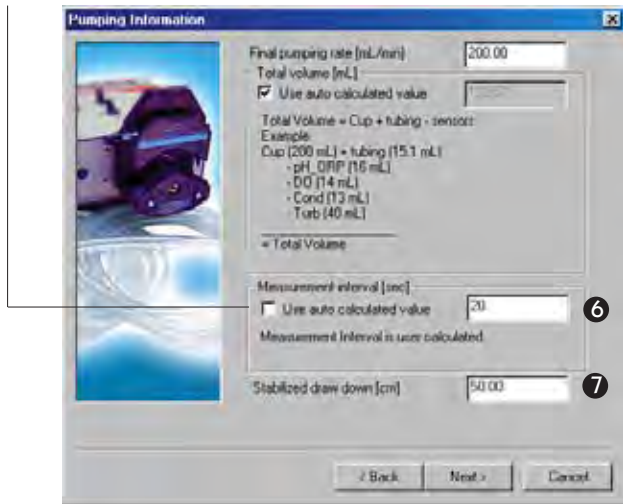 Pumping Information
Final pumping rate [mL/min] 200.00
Total volume [mL]
Use auto calculated value
Total Volume = Cup + tubing - sensors
Example
Cup (200 mL) + tubing (15.1 mL)
- pH_ORP (16 mL)
- DO (14 mL)
- Cond (13 mL)
- Turb (40 mL)
= Total Volume
Measurement interval [sec]
Use auto calculated value 20 6
Measurement Interval is user calculated
Stabilized draw down [cm] 50.00 7
< Back Next > Cancel